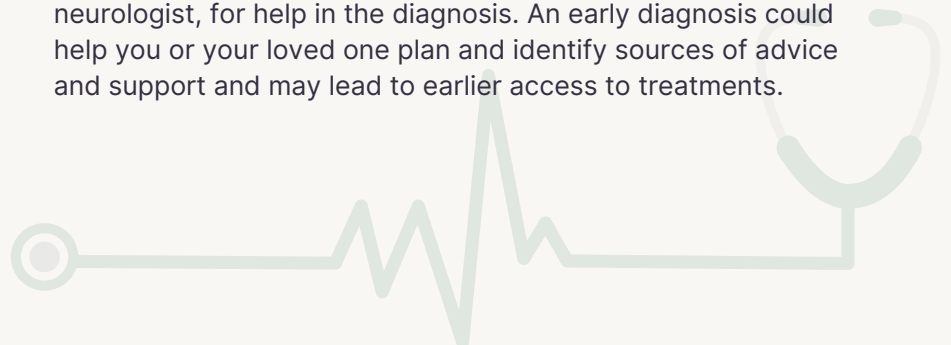 neurologist, for help in the diagnosis. An early diagnosis could
help you or your loved one plan and identify sources of advice
and support and may lead to earlier access to treatments.